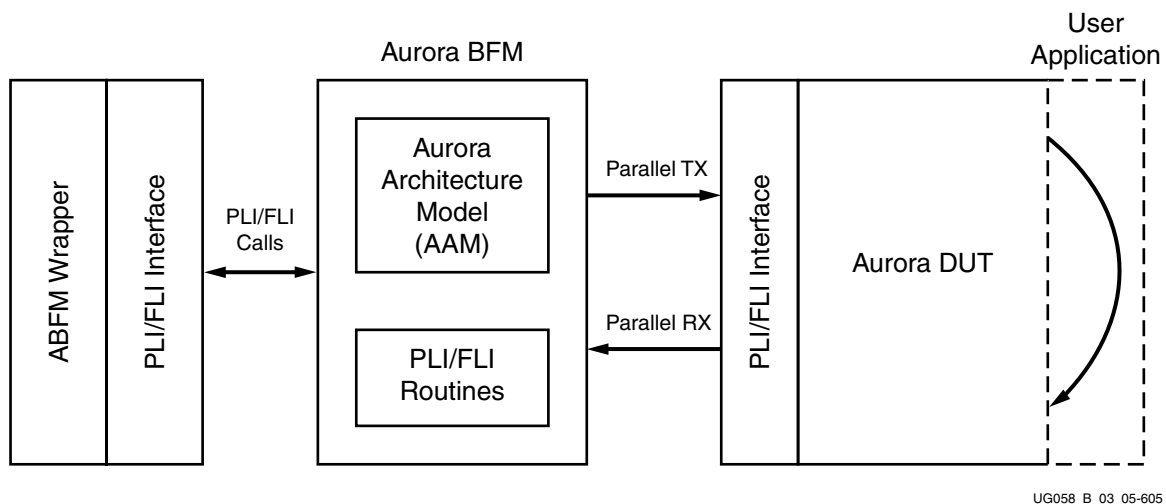 User
Application
Aurora BFM
ABFM Wrapper
PLI/FLI Interface
PLI/FLI
Calls
Aurora
Architecture
Model
(AAM)
PLI/FLI
Routines
Parallel TX
Parallel RX
PLI/FLI Interface
Aurora DUT
UG058_B_03_05-605